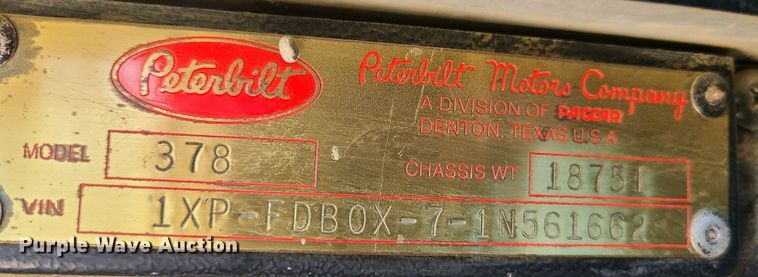 Peterbilt
Peterbilt Motors Company
A DIVISION OF PACCAR
DENTON, TEXAS U.S.A.
MODEL 378
CHASSIS WT 18751
VIN 1XP-FDB0X-7-1N561662
Purple Wave Auction